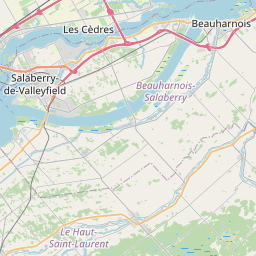 Beauharnois
Les Cèdres
Salaberry-
de-Valleyfield
Beauharnois-
Salaberry
Le Haut-
Saint-Laurent